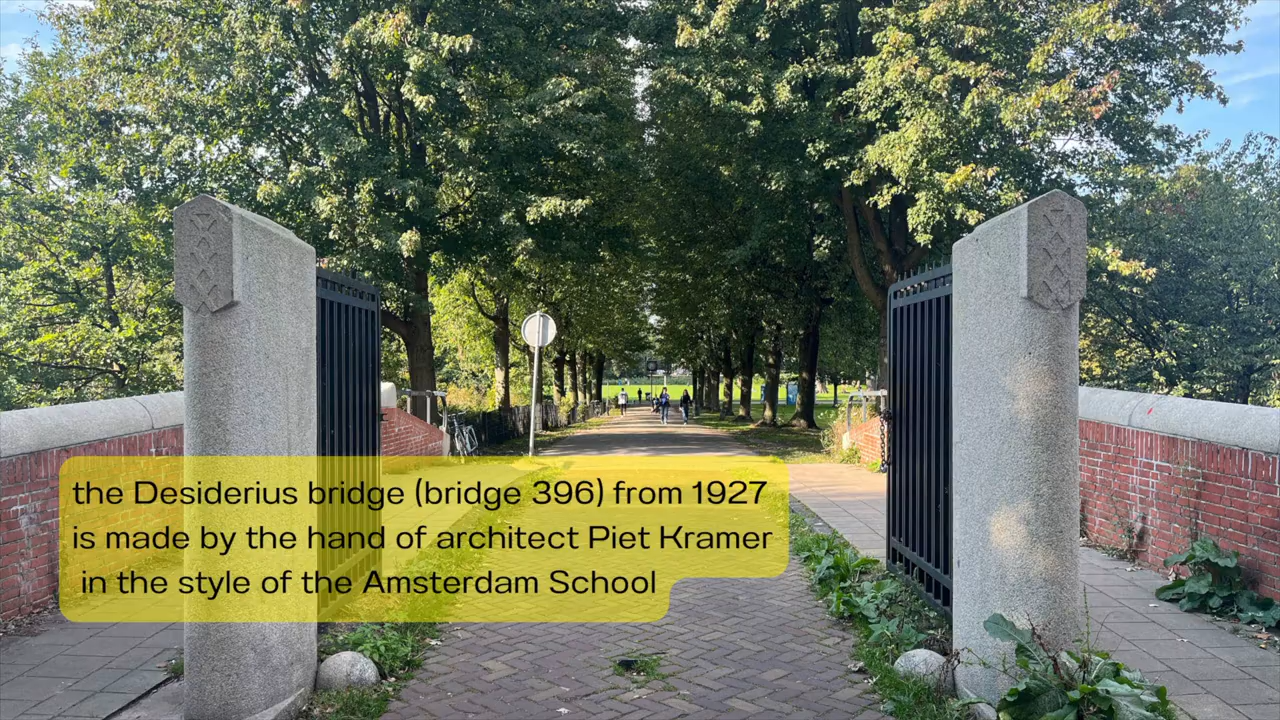 the Desiderius bridge (bridge 396) from 1927
is made by the hand of architect Piet Kramer
in the style of the Amsterdam School